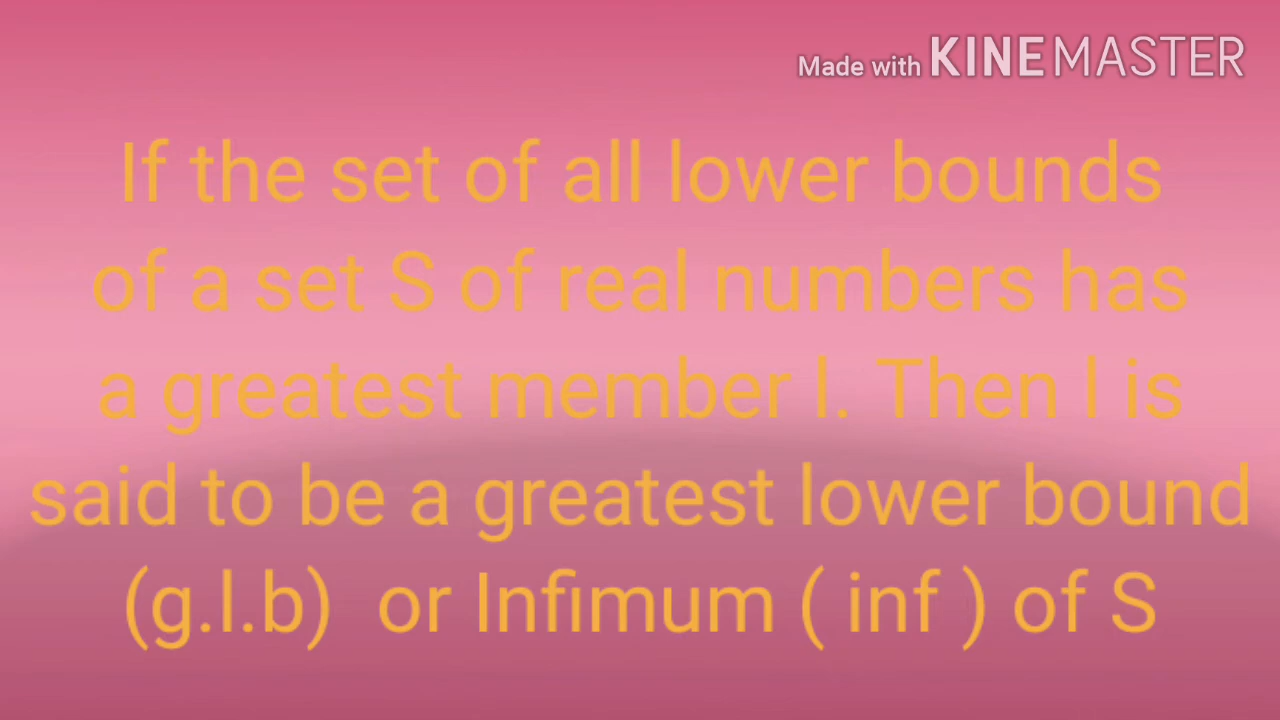 Made with KINEMASTER
If the set of all lower bounds
of a set S of real numbers has
a greatest member l. Then l is
said to be a greatest lower bound
(g.l.b) or Infimum ( inf ) of S